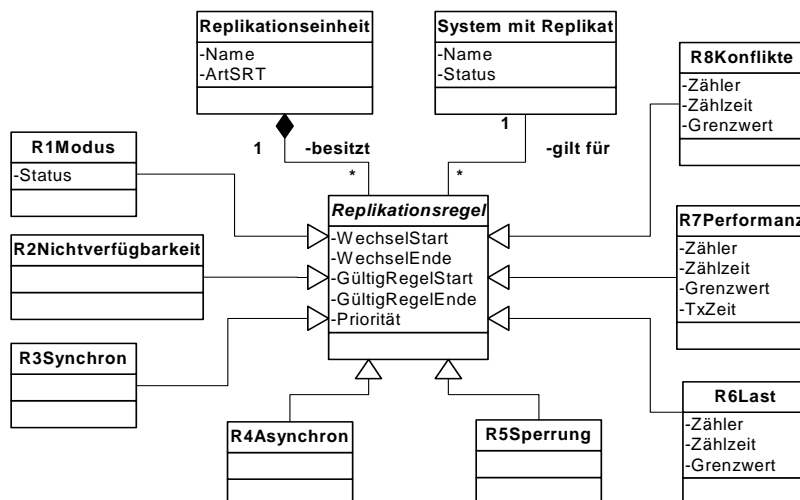 Replikationseinheit
-Name
-ArtSRT
System mit Replikat
-Name
-Status
R8Konflikte
-Zähler
-Zählzeit
-Grenzwert
1
-besitzt
*
1
-gilt für
*
R1Modus
-Status
Replikationsregel
-WechselStart
-WechselEnde
-GültigRegelStart
-GültigRegelEnde
-Priorität
R2Nichtverfügbarkeit
R7Performanz
-Zähler
-Zählzeit
-Grenzwert
-TxZeit
R3Synchron
R4Asynchron
R5Sperrung
R6Last
-Zähler
-Zählzeit
-Grenzwert